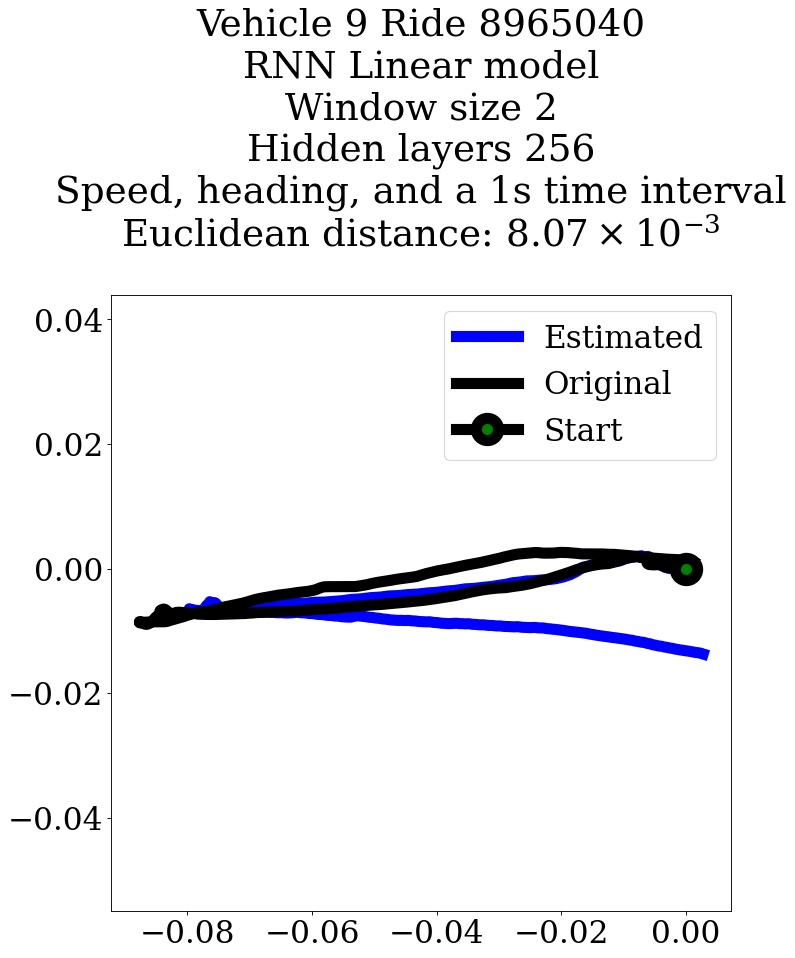 Vehicle 9 Ride 8965040
RNN Linear model
Window size 2
Hidden layers 256
Speed, heading, and a 1s time interval
Euclidean distance: 8.07 × 10⁻³
Estimated
Original
Start
0.04
0.02
0.00
−0.02
−0.04
−0.08 −0.06 −0.04 −0.02 0.00